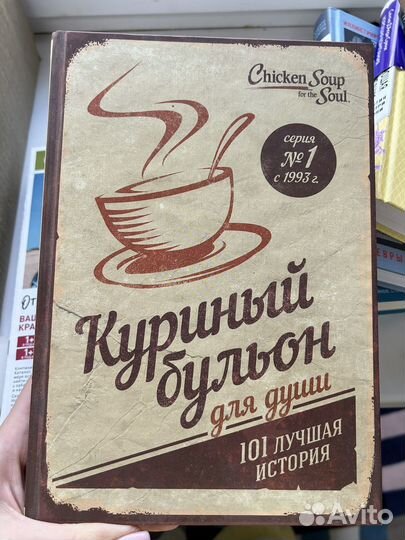 Chicken Soup
for the
Soul
серия
№1
с 1993 г.
Куриный
бульон
для души
101 ЛУЧШАЯ
ИСТОРИЯ
Avito